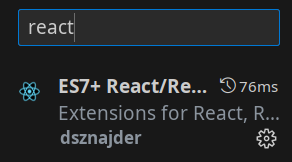 react
ES7+ React/Re... 76ms
Extensions for React, R...
dsznajder